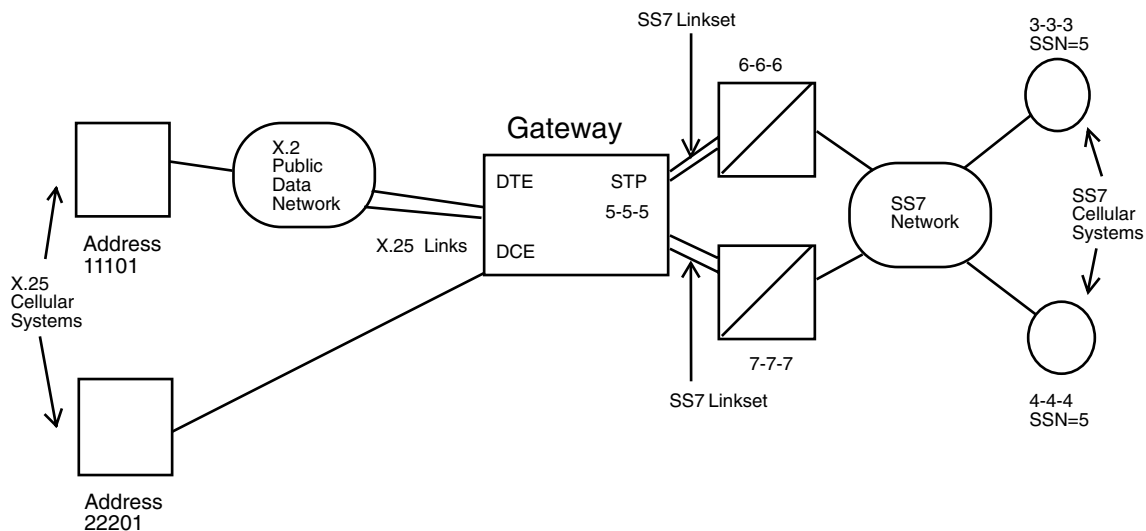 SS7 Linkset
3-3-3
SSN=5
6-6-6
Gateway
X.2
Public
Data
Network
DTE
STP
5-5-5
DCE
SS7
Network
SS7
Cellular
Systems
Address
11101
X.25 Links
X.25
Cellular
Systems
7-7-7
SS7 Linkset
4-4-4
SSN=5
Address
22201